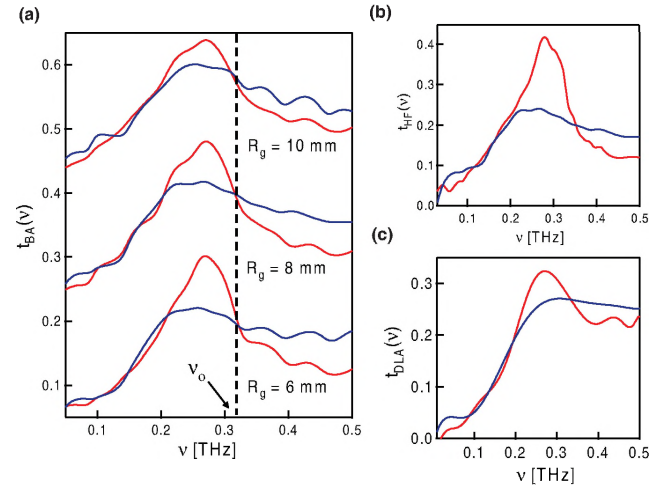 (a)
0.6
0.5
0.4
0.3
0.2
0.1
t_BA(ν)
R_g = 10 mm
R_g = 8 mm
R_g = 6 mm
ν_o
0.1 0.2 0.3 0.4 0.5
ν [THz]
(b)
0.4
0.3
0.2
0.1
0.0
t_HF(ν)
0.1 0.2 0.3 0.4 0.5
ν [THz]
(c)
0.3
0.2
0.1
0.0
t_DLA(ν)
0.1 0.2 0.3 0.4 0.5
ν [THz]